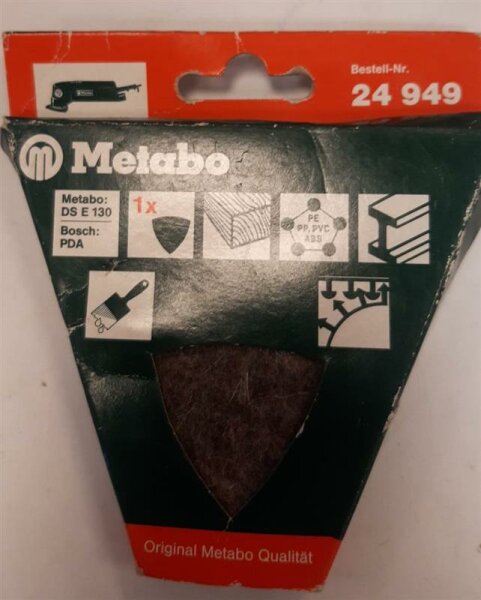 Bestell-Nr.
24 949
Metabo
Metabo:
DS E 130
Bosch:
PDA
1x
PE
PP, PVC
ABS
Original Metabo Qualität